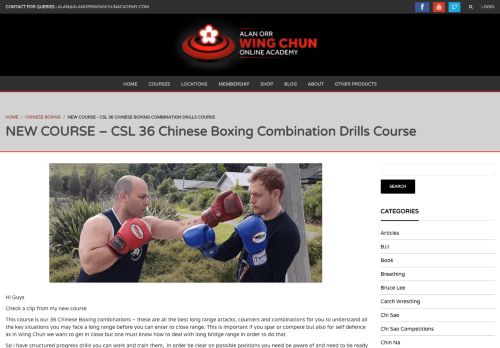 CONTACT FOR QUERIES : ALAN@ALANORRWINGCHUNACADEMY.COM
LOGIN
ALAN ORR
WING CHUN
ONLINE ACADEMY
HOME COURSES LOCATIONS MEMBERSHIP SHOP BLOG ABOUT OTHER PRODUCTS
HOME / CHINESE BOXING / NEW COURSE - CSL 36 CHINESE BOXING COMBINATION DRILLS COURSE
NEW COURSE – CSL 36 Chinese Boxing Combination Drills Course
SEARCH
CATEGORIES
Articles
BJJ
Book
Breathing
Bruce Lee
Catch Wrestling
Chi Sao
Chi Sao Competitions
Chin Na
Hi Guys
Check a clip from my new course
This course is our 36 Chinese Boxing combinations – these are all the best long range attacks, counters and combinations for you to understand all
the key situations you may face a long range before you can enter to close range. This is important if you spar or compete but also for self defence
as in Wing Chun we want to get in close but one must know how to deal with long bridge range in order to do that.
So I have structured progress drills you can work and train them, in order be clear on possible positions you need be aware of and need to be ready